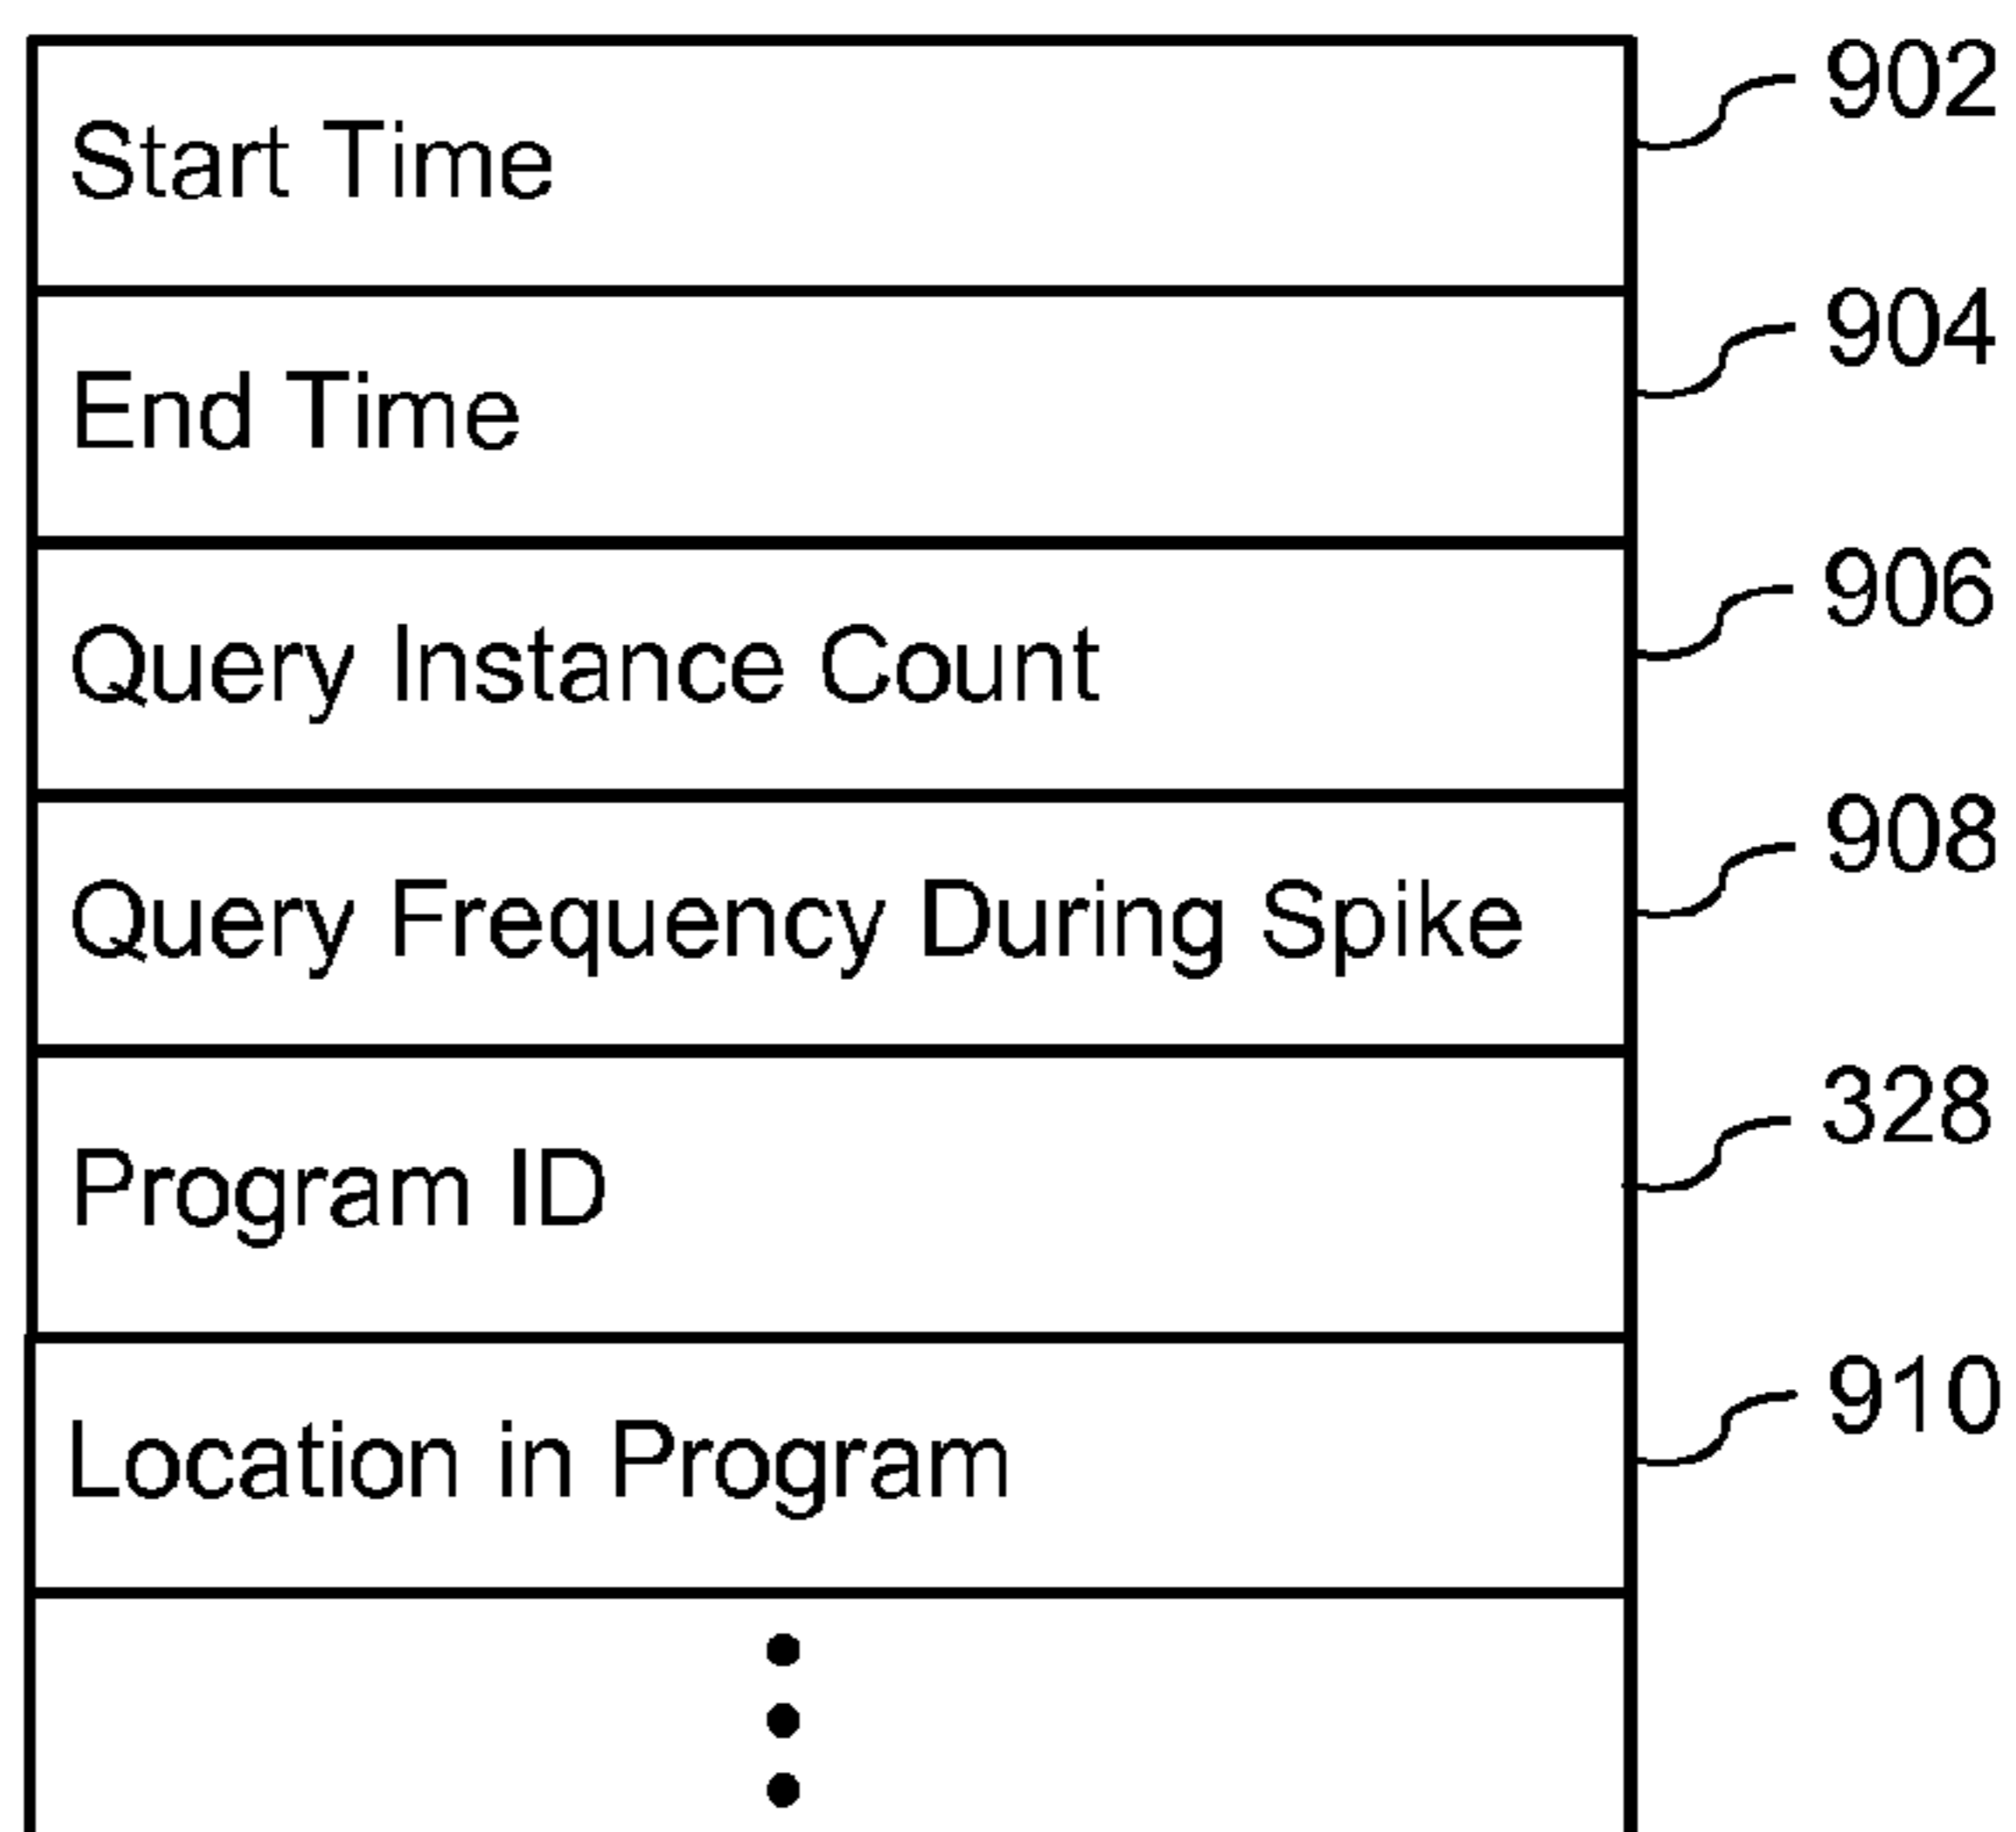 Start Time 902
End Time 904
Query Instance Count 906
Query Frequency During Spike 908
Program ID 328
Location in Program 910